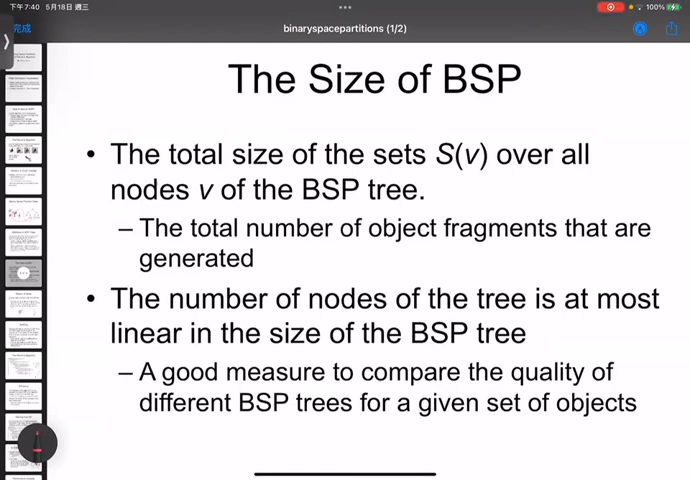 下午7:40 5月18日 週三
100%
完成
binaryspacepartitions (1/2)
The Size of BSP
• The total size of the sets S(v) over all
nodes v of the BSP tree.
– The total number of object fragments that are
generated
• The number of nodes of the tree is at most
linear in the size of the BSP tree
– A good measure to compare the quality of
different BSP trees for a given set of objects